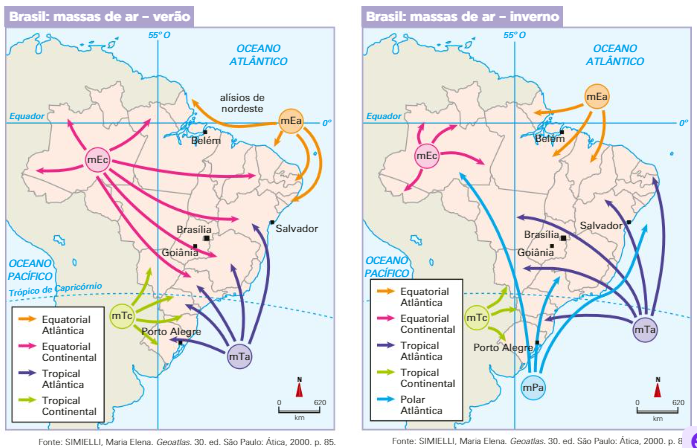 Brasil: massas de ar – verão
55° O
OCEANO
ATLÂNTICO
alísios de
nordeste
mEa
Equador
0°
Belém
mEc
Salvador
Brasília
Goiânia
OCEANO
PACÍFICO
Trópico de Capricórnio
mTc
Porto Alegre
mTa
Equatorial
Atlântica
Equatorial
Continental
Tropical
Atlântica
Tropical
Continental
N
0 620
km
Fonte: SIMIELLI, Maria Elena. Geoatlas. 30. ed. São Paulo: Ática, 2000. p. 85.
Brasil: massas de ar – inverno
55° O
OCEANO
ATLÂNTICO
mEa
Equador
0°
Belém
mEc
Salvador
Brasília
Goiânia
OCEANO
PACÍFICO
Trópico de Capricórnio
mTc
Porto Alegre
mTa
mPa
Equatorial
Atlântica
Equatorial
Continental
Tropical
Atlântica
Tropical
Continental
Polar
Atlântica
N
0 620
km
Fonte: SIMIELLI, Maria Elena. Geoatlas. 30. ed. São Paulo: Ática, 2000. p. 8